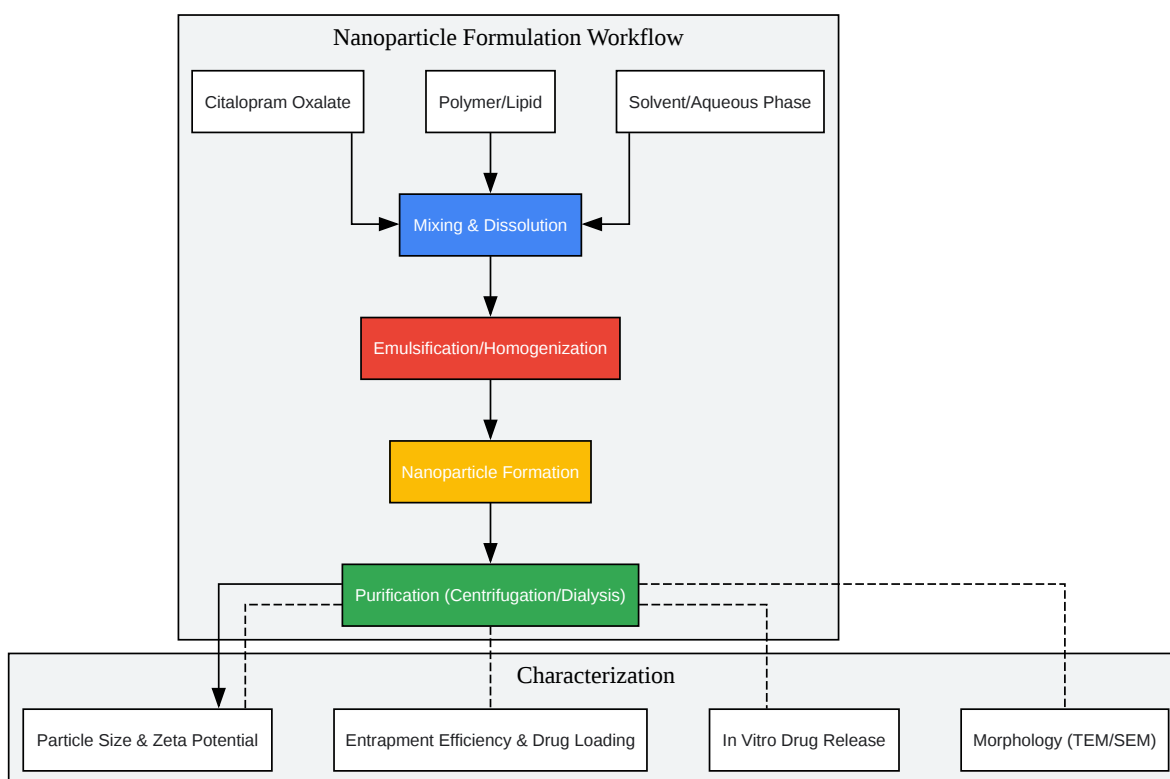 Nanoparticle Formulation Workflow
Citalopram Oxalate
Polymer/Lipid
Solvent/Aqueous Phase
Mixing & Dissolution
Emulsification/Homogenization
Nanoparticle Formation
Purification (Centrifugation/Dialysis)
Characterization
Particle Size & Zeta Potential
Entrapment Efficiency & Drug Loading
In Vitro Drug Release
Morphology (TEM/SEM)